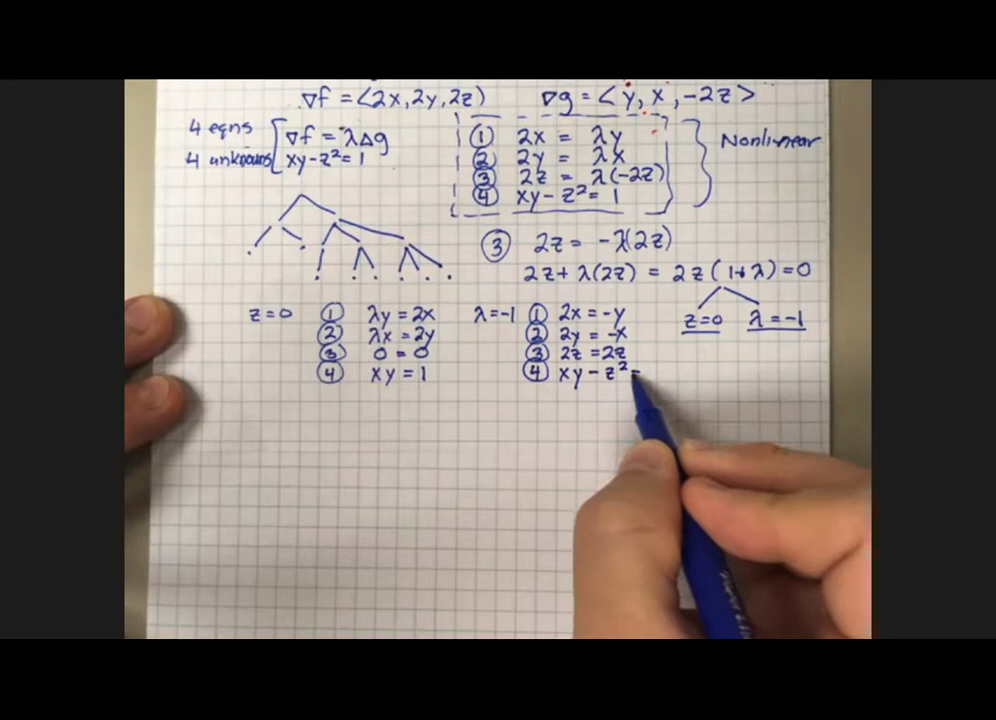 ∇f = ⟨2x, 2y, 2z⟩ ∇g = < y, x, -2z >
4 eqns
4 unknowns
∇f = λ∆g
xy-z² = 1
① 2x = λy
② 2y = λx
③ 2z = λ(-2z)
④ xy - z² = 1
Nonlinear
③ 2z = -λ(2z)
2z + λ(2z) = 2z(1+λ) = 0
z=0 λ = -1
z=0
① λy = 2x
② λx = 2y
③ 0 = 0
④ xy = 1
λ=-1
① 2x = -y
② 2y = -x
③ 2z = 2z
④ xy - z² =